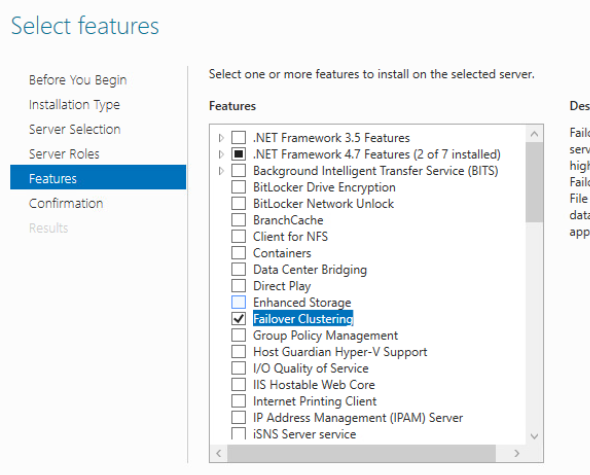 Select features
Before You Begin
Installation Type
Server Selection
Server Roles
Features
Confirmation
Results
Select one or more features to install on the selected server.
Features
.NET Framework 3.5 Features
.NET Framework 4.7 Features (2 of 7 installed)
Background Intelligent Transfer Service (BITS)
BitLocker Drive Encryption
BitLocker Network Unlock
BranchCache
Client for NFS
Containers
Data Center Bridging
Direct Play
Enhanced Storage
Failover Clustering
Group Policy Management
Host Guardian Hyper-V Support
I/O Quality of Service
IIS Hostable Web Core
Internet Printing Client
IP Address Management (IPAM) Server
iSNS Server service
Des
Failo
serv
high
Failo
File
data
app